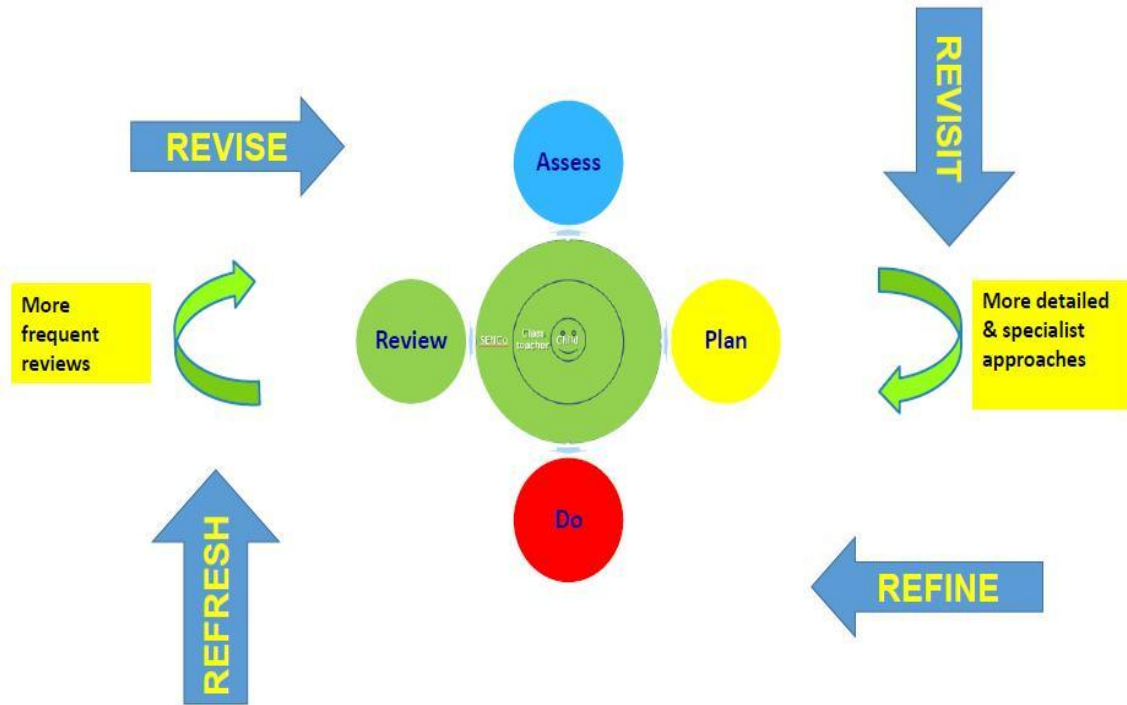 REVISE
REVISIT
Assess
More
frequent
reviews
Review
SENCo
Class
teacher
Child
Plan
More detailed
& specialist
approaches
Do
REFRESH
REFINE